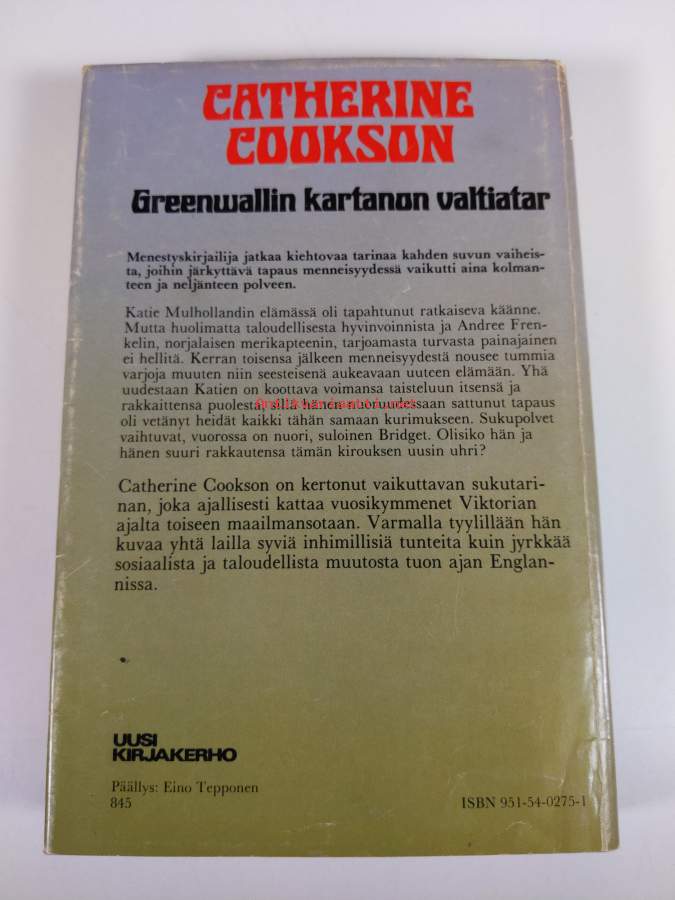 CATHERINE
COOKSON
Greenwallin kartanon valtiatar
Menestyskirjailija jatkaa kiehtovaa tarinaa kahden suvun vaiheis-
ta, joihin järkyttävä tapaus menneisyydessä vaikutti aina kolman-
teen ja neljänteen polveen.
Katie Mulhollandin elämässä oli tapahtunut ratkaiseva käänne.
Mutta huolimatta taloudellisesta hyvinvoinnista ja Andree Fren-
kelin, norjalaisen merikapteenin, tarjoamasta turvasta painajainen
ei hellitä. Kerran toisensa jälkeen menneisyydestä nousee tummia
varjoja muuten niin seesteisenä aukeavaan uuteen elämään. Yhä
uudestaan Katien on koottava voimansa taisteluun itsensä ja
rakkaittensa puolesta, sillä hänen nuoruudessaan sattunut tapaus
oli vetänyt heidät kaikki tähän samaan kurimukseen. Sukupolvet
vaihtuvat, vuorossa on nuori, suloinen Bridget. Olisiko hän ja
hänen suuri rakkautensa tämän kirouksen uusin uhri?
Catherine Cookson on kertonut vaikuttavan sukutari-
nan, joka ajallisesti kattaa vuosikymmenet Viktorian
ajalta toiseen maailmansotaan. Varmalla tyylillään hän
kuvaa yhtä lailla syviä inhimillisiä tunteita kuin jyrkkää
sosiaalista ja taloudellista muutosta tuon ajan Englan-
nissa.
UUSI
KIRJAKERHO
Päällys: Eino Tepponen
845
ISBN 951-54-0275-1